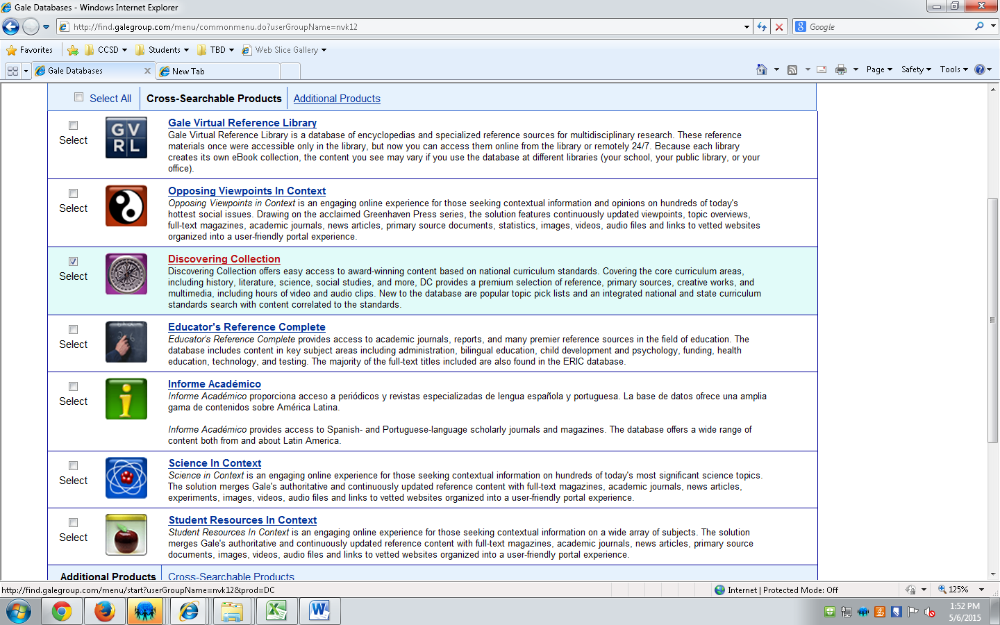 Gale Databases - Windows Internet Explorer
http://find.galegroup.com/menu/commonmenu.do?userGroupName=nvk12
Google
Favorites CCSD Students TBD Web Slice Gallery
Gale Databases New Tab Page Safety Tools
Select All Cross-Searchable Products Additional Products
Select
GV
RL
Gale Virtual Reference Library
Gale Virtual Reference Library is a database of encyclopedias and specialized reference sources for multidisciplinary research. These reference
materials once were accessible only in the library, but now you can access them online from the library or remotely 24/7. Because each library
creates its own eBook collection, the content you see may vary if you use the database at different libraries (your school, your public library, or your
office).
Select
Opposing Viewpoints In Context
Opposing Viewpoints in Context is an engaging online experience for those seeking contextual information and opinions on hundreds of today's
hottest social issues. Drawing on the acclaimed Greenhaven Press series, the solution features continuously updated viewpoints, topic overviews,
full-text magazines, academic journals, news articles, primary source documents, statistics, images, videos, audio files and links to vetted websites
organized into a user-friendly portal experience.
Select
Discovering Collection
Discovering Collection offers easy access to award-winning content based on national curriculum standards. Covering the core curriculum areas,
including history, literature, science, social studies, and more, DC provides a premium selection of reference, primary sources, creative works, and
multimedia, including hours of video and audio clips. New to the database are popular topic pick lists and an integrated national and state curriculum
standards search with content correlated to the standards.
Select
Educator's Reference Complete
Educator's Reference Complete provides access to academic journals, reports, and many premier reference sources in the field of education. The
database includes content in key subject areas including administration, bilingual education, child development and psychology, funding, health
education, technology, and testing. The majority of the full-text titles included are also found in the ERIC database.
Select
i
Informe Académico
Informe Académico proporciona acceso a periódicos y revistas especializadas de lengua española y portuguesa. La base de datos ofrece una amplia
gama de contenidos sobre América Latina.
Informe Académico provides access to Spanish- and Portuguese-language scholarly journals and magazines. The database offers a wide range of
content both from and about Latin America.
Select
Science In Context
Science in Context is an engaging online experience for those seeking contextual information on hundreds of today's most significant science topics.
The solution merges Gale's authoritative and continuously updated reference content with full-text magazines, academic journals, news articles,
experiments, images, videos, audio files and links to vetted websites organized into a user-friendly portal experience.
Select
Student Resources In Context
Student Resources In Context is an engaging online experience for those seeking contextual information on a wide array of subjects. The solution
merges Gale's authoritative and continuously updated reference content with full-text magazines, academic journals, news articles, primary source
documents, images, videos, audio files and links to vetted websites organized into a user-friendly portal experience.
Additional Products Cross-Searchable Products
http://find.galegroup.com/menu/start?userGroupName=nvk12&prod=DC Internet | Protected Mode: Off 125%
1:52 PM
5/6/2015